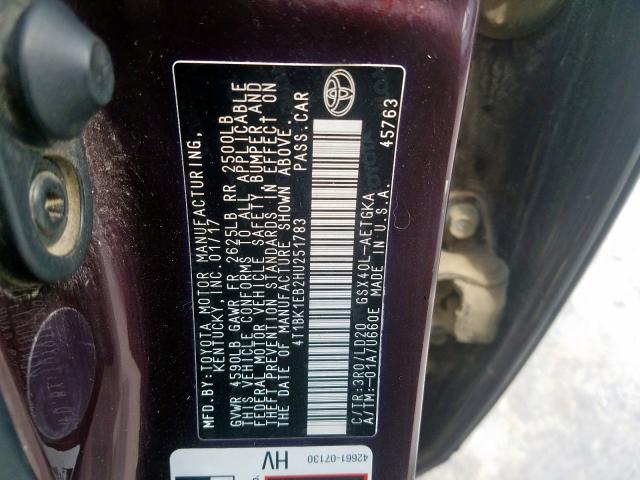 MFD.BY:TOYOTA MOTOR MANUFACTURING,
KENTUCKY, INC. 01/17
GVWR 4590LB GAWR FR 2625LB RR 2500LB
THIS VEHICLE CONFORMS TO ALL APPLICABLE
FEDERAL MOTOR VEHICLE SAFETY, BUMPER, AND
THEFT PREVENTION STANDARDS IN EFFECT ON
THE DATE OF MANUFACTURE SHOWN ABOVE.
4T1BK1EB2HU251783 PASS.CAR
C/TR:3R0/LD20 GSX40L-AETGKA
A/TM:-01A/U660E MADE IN U.S.A.
45763
TOYOTA
42661-07130
HV